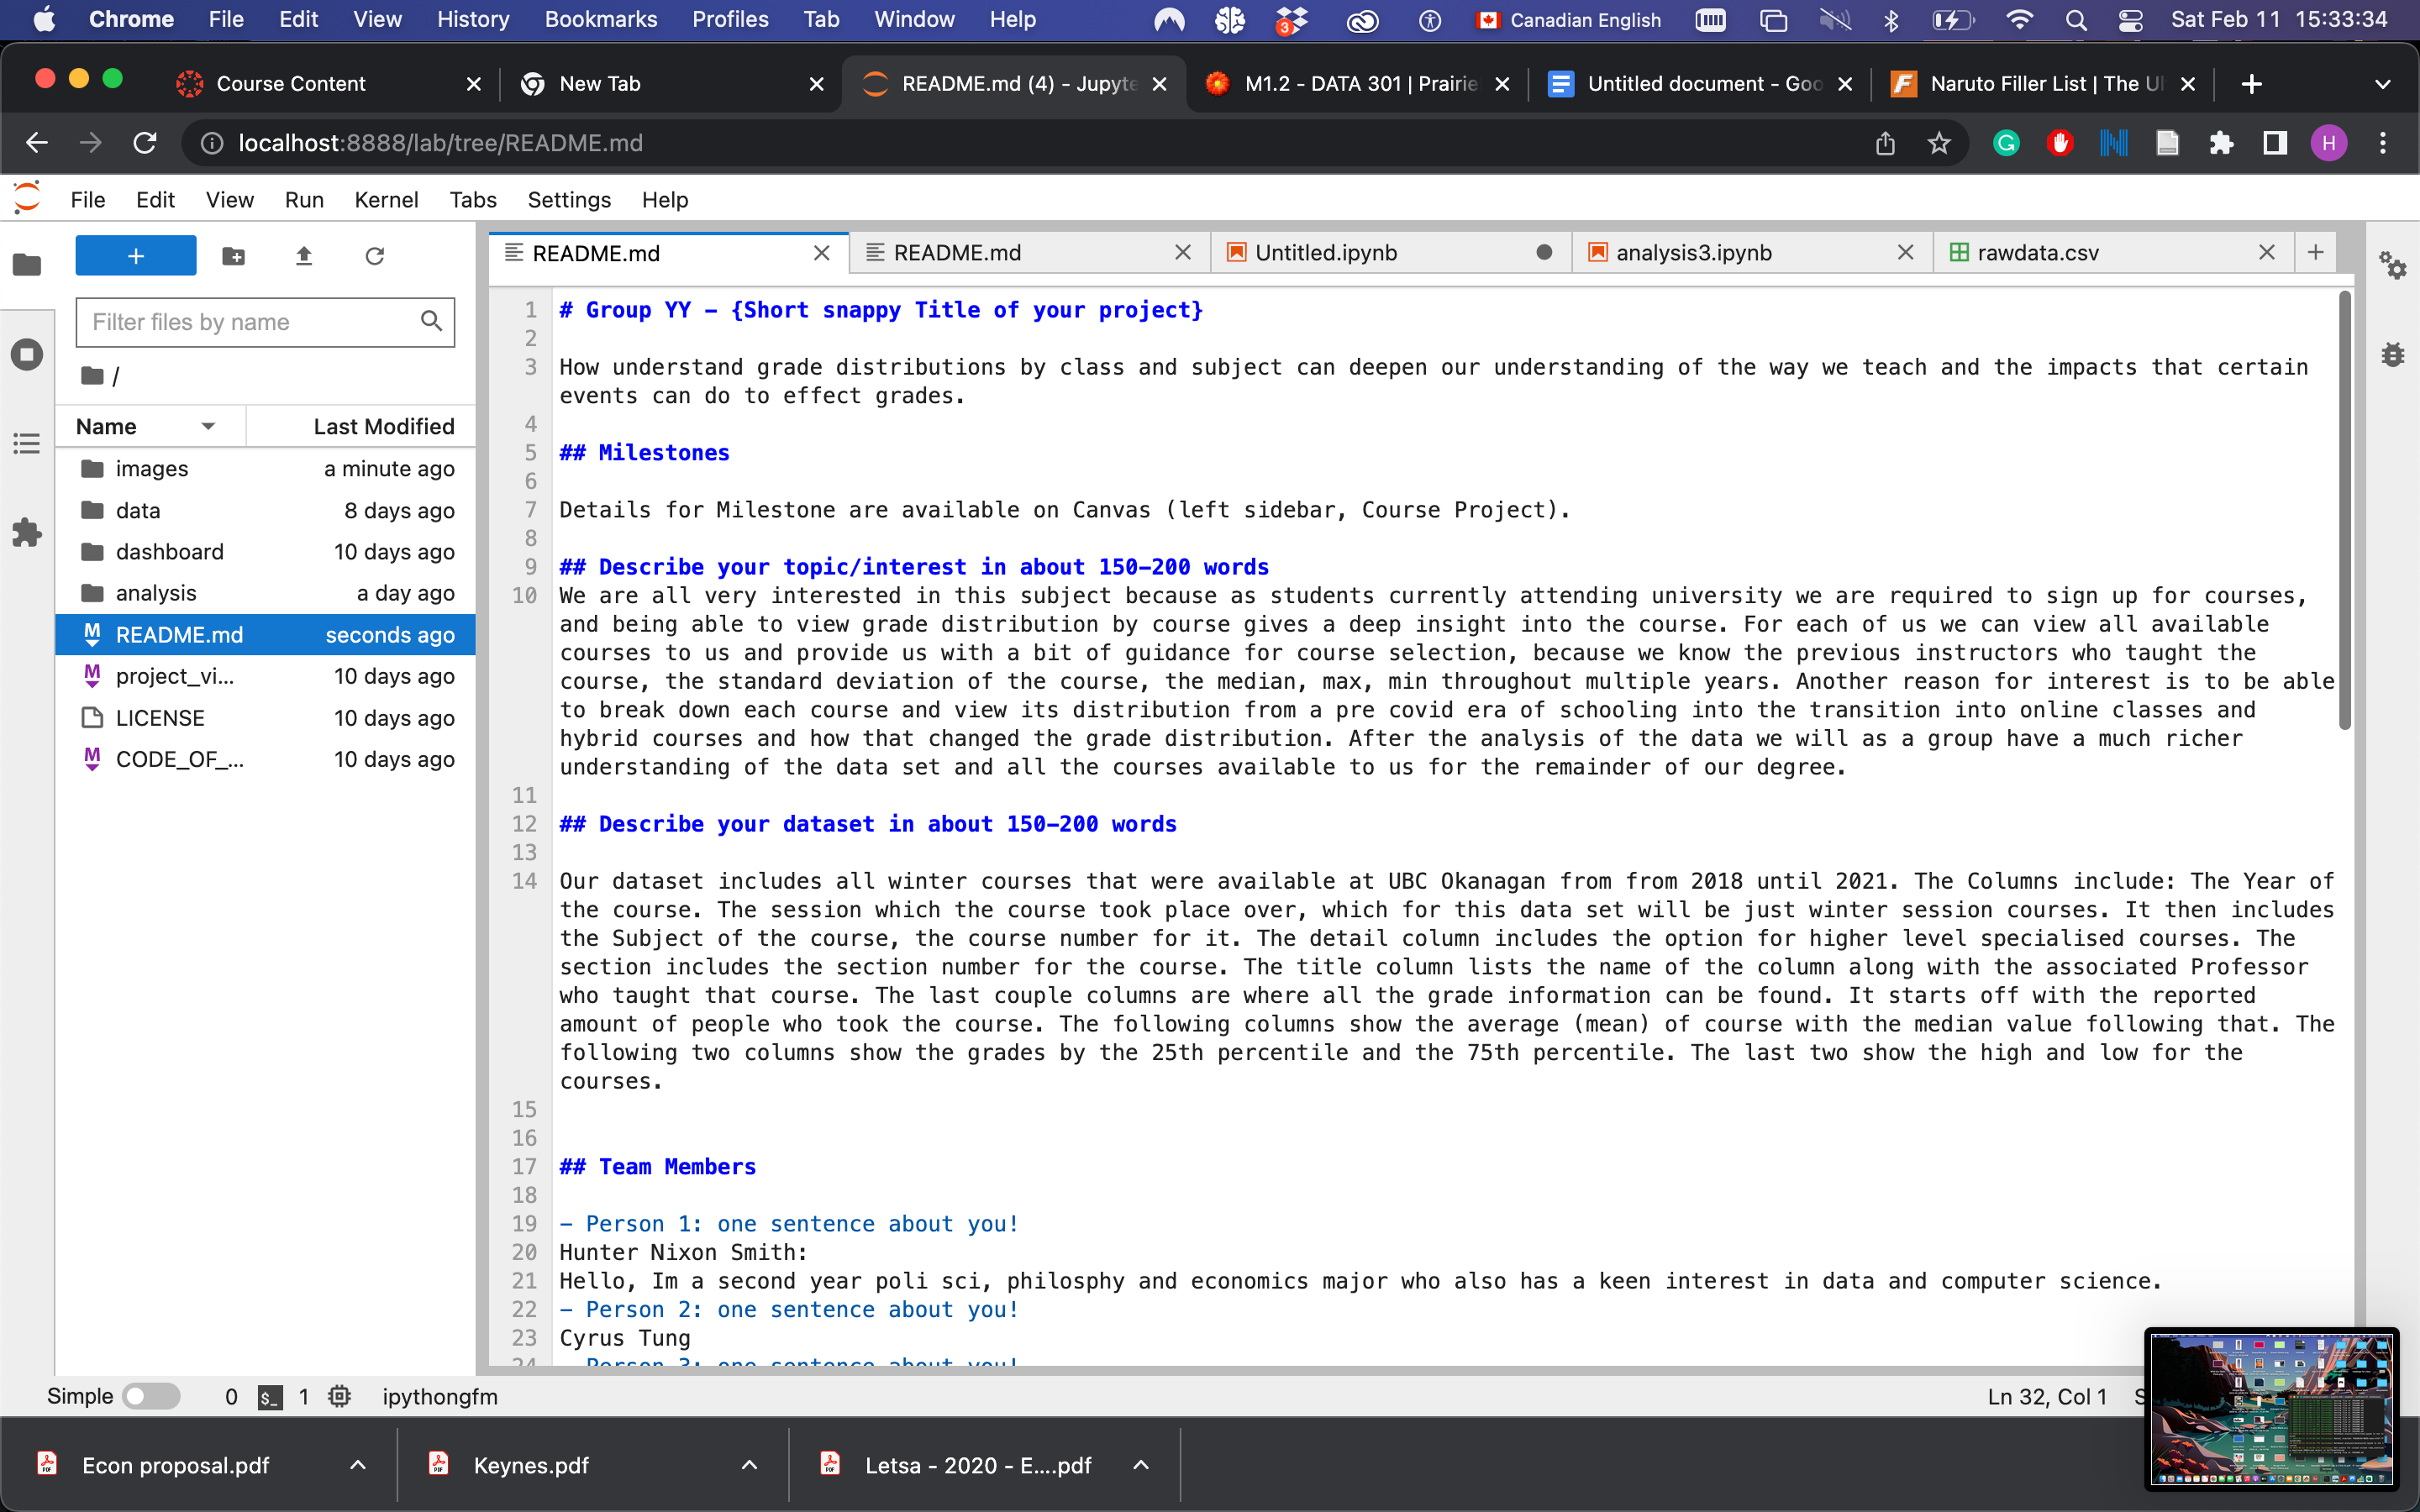 Chrome File Edit View History Bookmarks Profiles Tab Window Help 3 Canadian English Sat Feb 11 15:33:34
Course Content New Tab README.md (4) - Jupyte M1.2 - DATA 301 | Prairie Untitled document - Goo Naruto Filler List | The Ul
localhost:8888/lab/tree/README.md H
File Edit View Run Kernel Tabs Settings Help
README.md README.md Untitled.ipynb analysis3.ipynb rawdata.csv
Filter files by name
/
Name Last Modified
images a minute ago
data 8 days ago
dashboard 10 days ago
analysis a day ago
README.md seconds ago
project_vi... 10 days ago
LICENSE 10 days ago
CODE_OF_... 10 days ago
1 # Group YY - {Short snappy Title of your project}
2
3 How understand grade distributions by class and subject can deepen our understanding of the way we teach and the impacts that certain
events can do to effect grades.
4
5 ## Milestones
6
7 Details for Milestone are available on Canvas (left sidebar, Course Project).
8
9 ## Describe your topic/interest in about 150-200 words
10 We are all very interested in this subject because as students currently attending university we are required to sign up for courses,
and being able to view grade distribution by course gives a deep insight into the course. For each of us we can view all available
courses to us and provide us with a bit of guidance for course selection, because we know the previous instructors who taught the
course, the standard deviation of the course, the median, max, min throughout multiple years. Another reason for interest is to be able
to break down each course and view its distribution from a pre covid era of schooling into the transition into online classes and
hybrid courses and how that changed the grade distribution. After the analysis of the data we will as a group have a much richer
understanding of the data set and all the courses available to us for the remainder of our degree.
11
12 ## Describe your dataset in about 150-200 words
13
14 Our dataset includes all winter courses that were available at UBC Okanagan from from 2018 until 2021. The Columns include: The Year of
the course. The session which the course took place over, which for this data set will be just winter session courses. It then includes
the Subject of the course, the course number for it. The detail column includes the option for higher level specialised courses. The
section includes the section number for the course. The title column lists the name of the column along with the associated Professor
who taught that course. The last couple columns are where all the grade information can be found. It starts off with the reported
amount of people who took the course. The following columns show the average (mean) of course with the median value following that. The
following two columns show the grades by the 25th percentile and the 75th percentile. The last two show the high and low for the
courses.
15
16
17 ## Team Members
18
19 - Person 1: one sentence about you!
20 Hunter Nixon Smith:
21 Hello, Im a second year poli sci, philosphy and economics major who also has a keen interest in data and computer science.
22 - Person 2: one sentence about you!
23 Cyrus Tung
24 - Person 3: one sentence about you!
Simple 0 $_ 1 ipythongfm Ln 32, Col 1 S
Econ proposal.pdf Keynes.pdf Letsa - 2020 - E....pdf